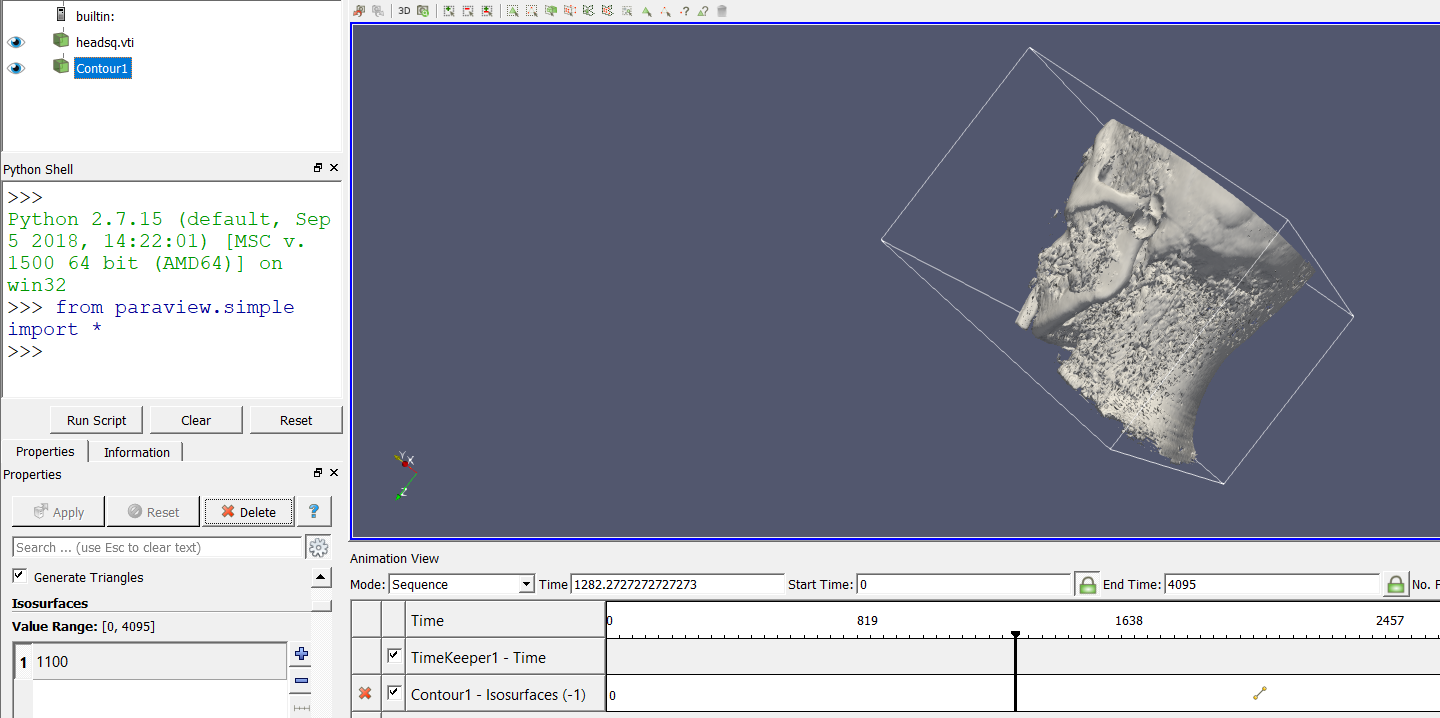 builtin:
3D
headsq.vti
Contour1
Python Shell
>>>
Python 2.7.15 (default, Sep
5 2018, 14:22:01) [MSC v.
1500 64 bit (AMD64)] on
win32
>>> from paraview.simple
import *
>>>
Run Script Clear Reset
Properties Information
Properties
Apply Reset Delete ?
Search ... (use Esc to clear text)
Generate Triangles
Isosurfaces
Value Range: [0, 4095]
1 1100
Y X
Z
Animation View
Mode: Sequence Time 1282.2727272727273 Start Time: 0 End Time: 4095 No. F
Time 0 819 1638 2457
TimeKeeper1 - Time
Contour1 - Isosurfaces (-1) 0